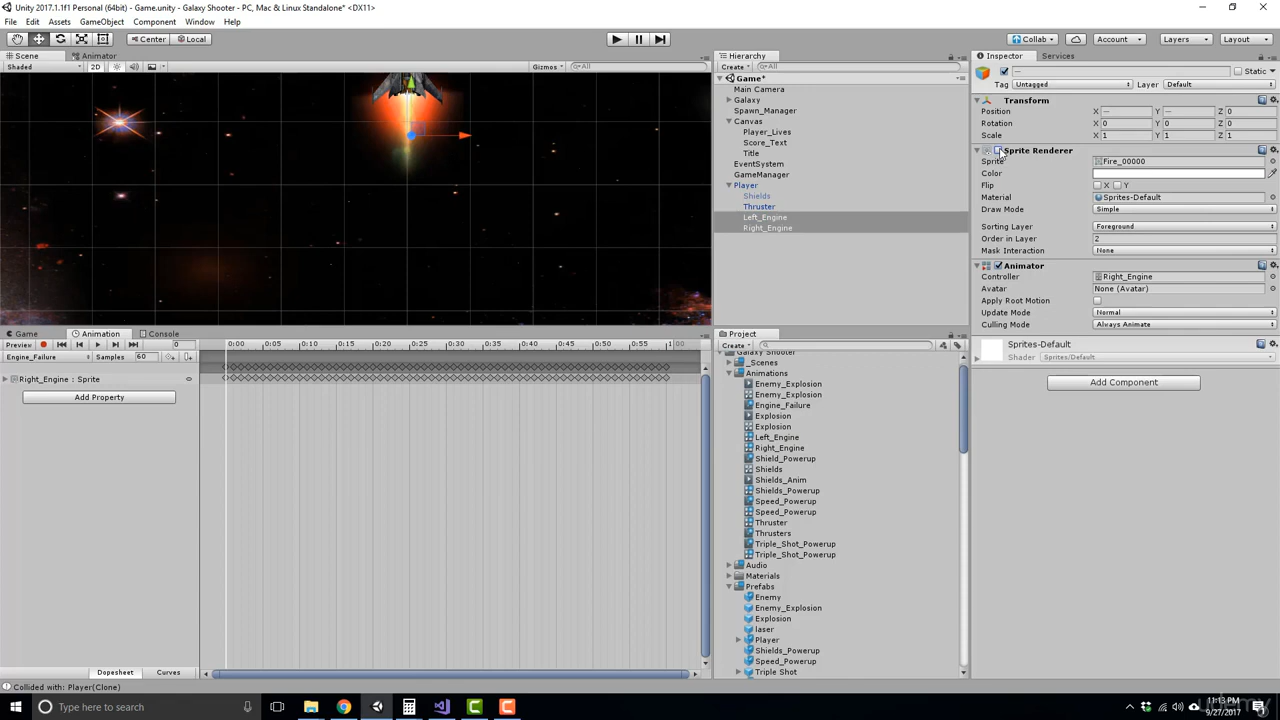 Unity 2017.1.1f1 Personal (64bit) - Game.unity - Galaxy Shooter - PC, Mac & Linux Standalone* <DX11>
File Edit Assets GameObject Component Window Help
Center Local Collab Account Layers Layout
Scene Animator
Shaded 2D Gizmos All
Hierarchy
Create All
Game*
Main Camera
Galaxy
Spawn_Manager
Canvas
Player_Lives
Score_Text
Title
EventSystem
GameManager
Player
Shields
Thruster
Left_Engine
Right_Engine
Inspector Services
Static
Tag Untagged Layer Default
Transform
Position X — Y — Z 0
Rotation X 0 Y 0 Z 0
Scale X 1 Y 1 Z 1
Sprite Renderer
Sprite Fire_00000
Color
Flip X Y
Material Sprites-Default
Draw Mode Simple
Sorting Layer Foreground
Order in Layer 2
Mask Interaction None
Animator
Controller Right_Engine
Avatar None (Avatar)
Apply Root Motion
Update Mode Normal
Culling Mode Always Animate
Sprites-Default
Shader Sprites/Default
Add Component
Game Animation Console
Preview 0 0:00 0:05 0:10 0:15 0:20 0:25 0:30 0:35 0:40 0:45 0:50 0:55 1:00
Engine_Failure Samples 60
Right_Engine : Sprite
Add Property
Dopesheet Curves
Project
Create
Galaxy Shooter
_Scenes
Animations
Enemy_Explosion
Enemy_Explosion
Engine_Failure
Explosion
Explosion
Left_Engine
Right_Engine
Shield_Powerup
Shields
Shields_Anim
Shields_Powerup
Speed_Powerup
Speed_Powerup
Thruster
Thrusters
Triple_Shot_Powerup
Triple_Shot_Powerup
Audio
Materials
Prefabs
Enemy
Enemy_Explosion
Explosion
laser
Player
Shields_Powerup
Speed_Powerup
Triple Shot
Collided with: Player(Clone)
Type here to search
11:13 PM
9/27/2017
Udemy